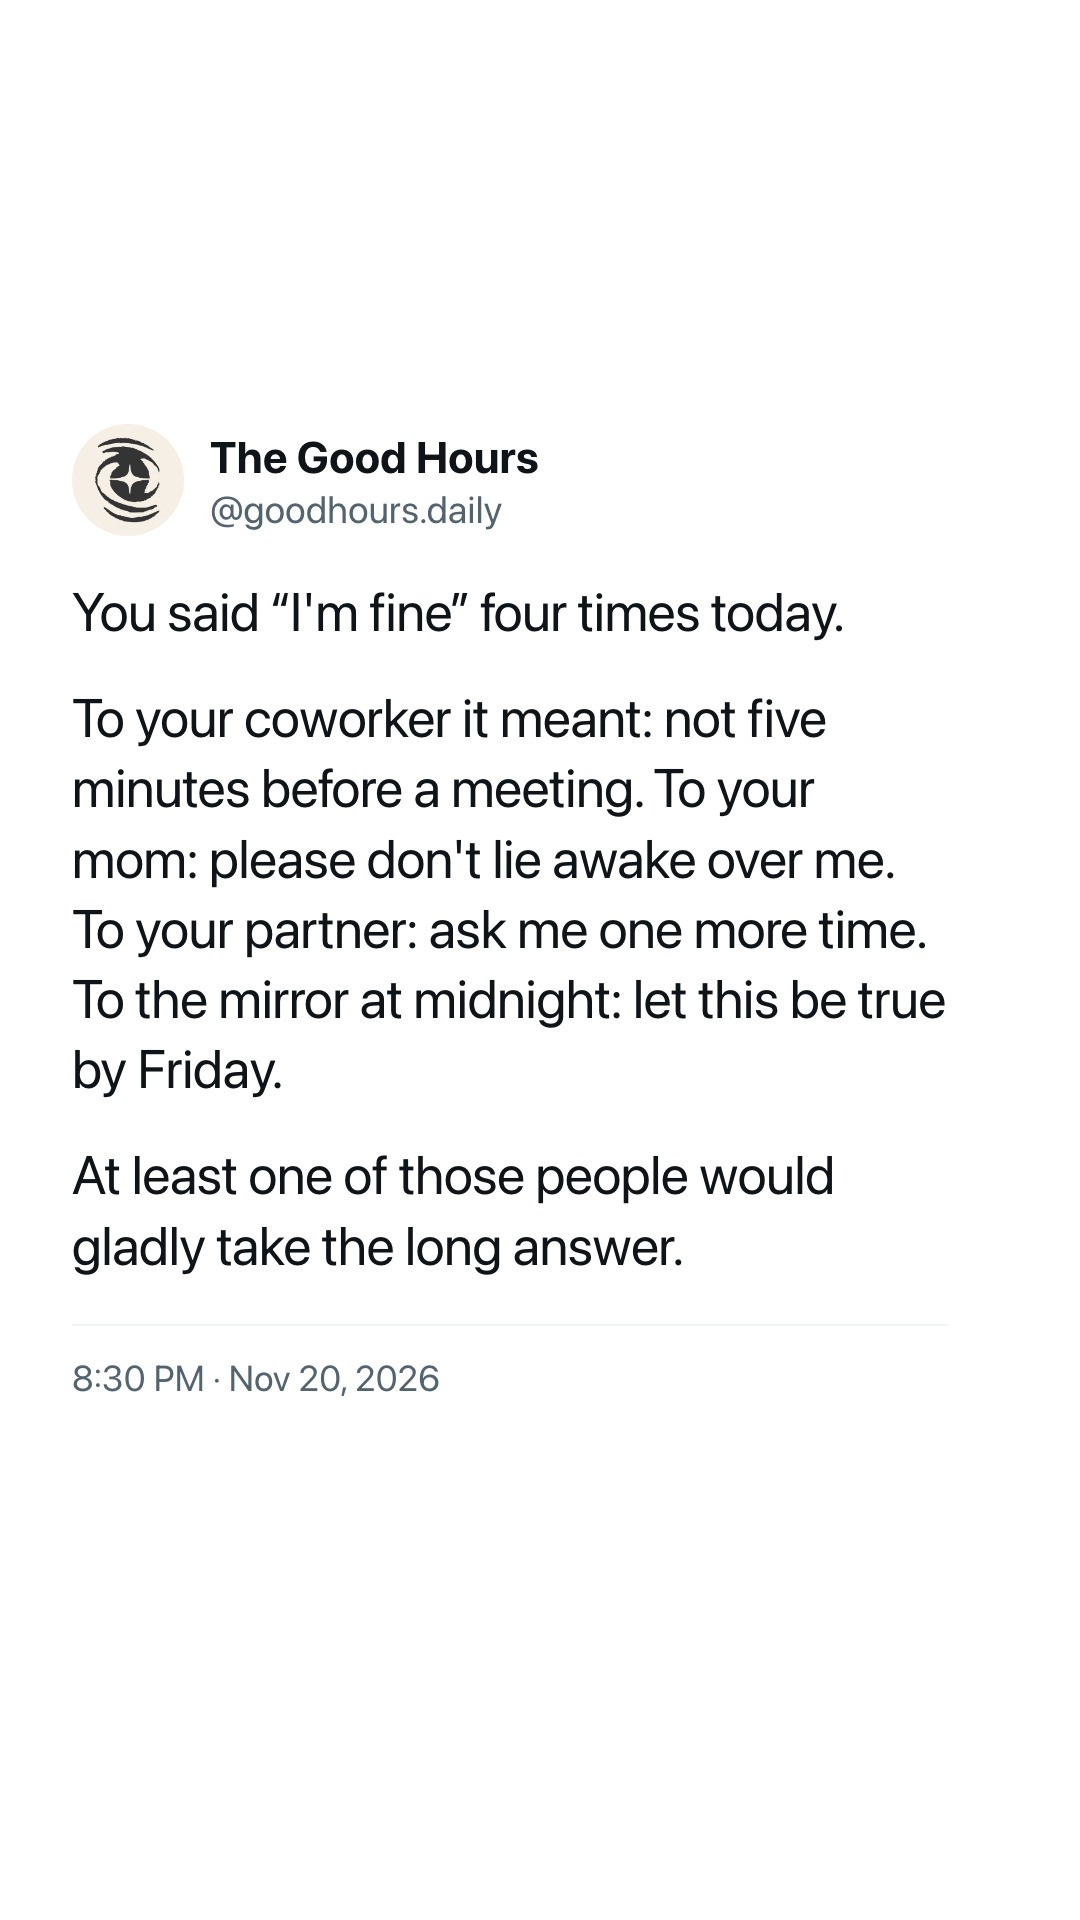 The Good Hours
@goodhours.daily
You said “I'm fine” four times today.
To your coworker it meant: not five
minutes before a meeting. To your
mom: please don't lie awake over me.
To your partner: ask me one more time.
To the mirror at midnight: let this be true
by Friday.
At least one of those people would
gladly take the long answer.
8:30 PM · Nov 20, 2026